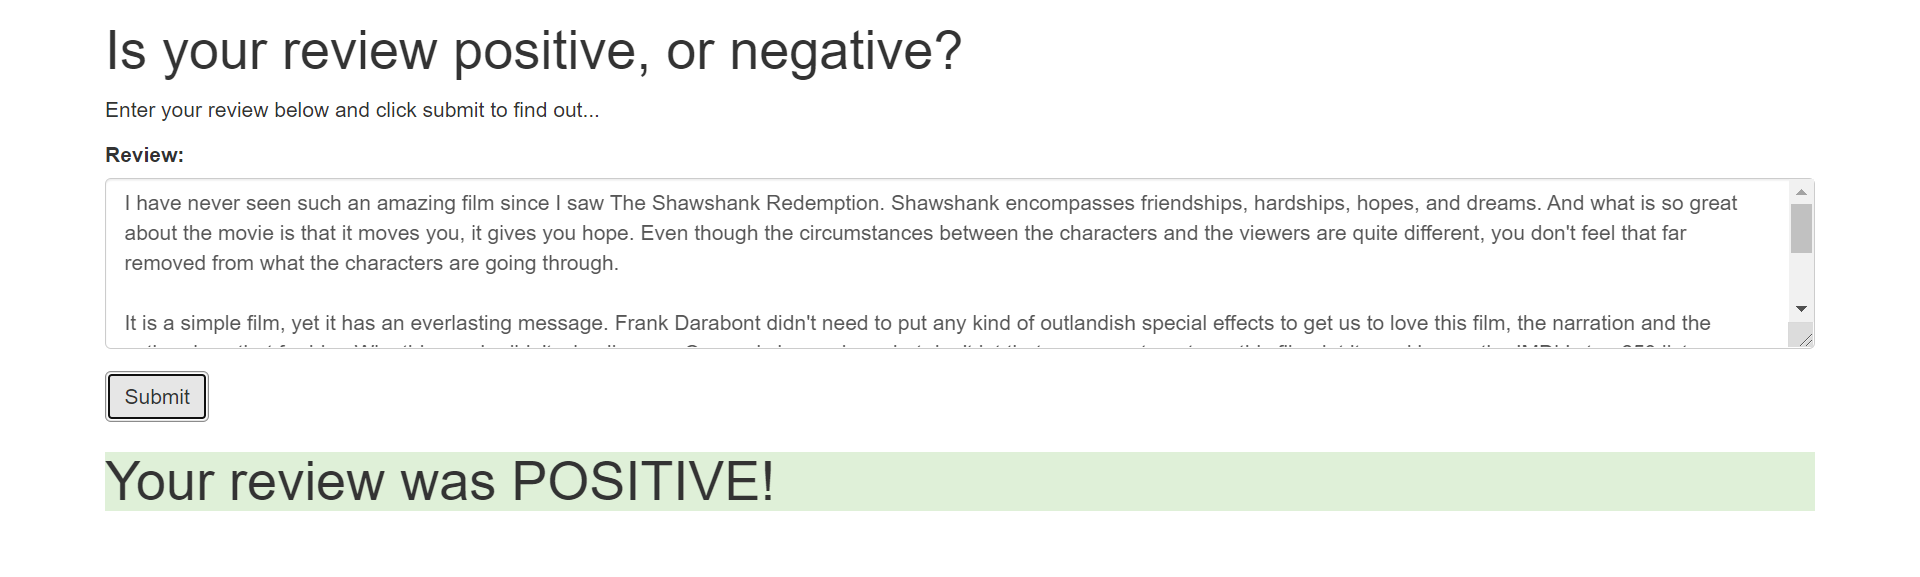 Is your review positive, or negative?
Enter your review below and click submit to find out...
Review:
I have never seen such an amazing film since I saw The Shawshank Redemption. Shawshank encompasses friendships, hardships, hopes, and dreams. And what is so great
about the movie is that it moves you, it gives you hope. Even though the circumstances between the characters and the viewers are quite different, you don't feel that far
removed from what the characters are going through.
It is a simple film, yet it has an everlasting message. Frank Darabont didn't need to put any kind of outlandish special effects to get us to love this film, the narration and the
Submit
Your review was POSITIVE!